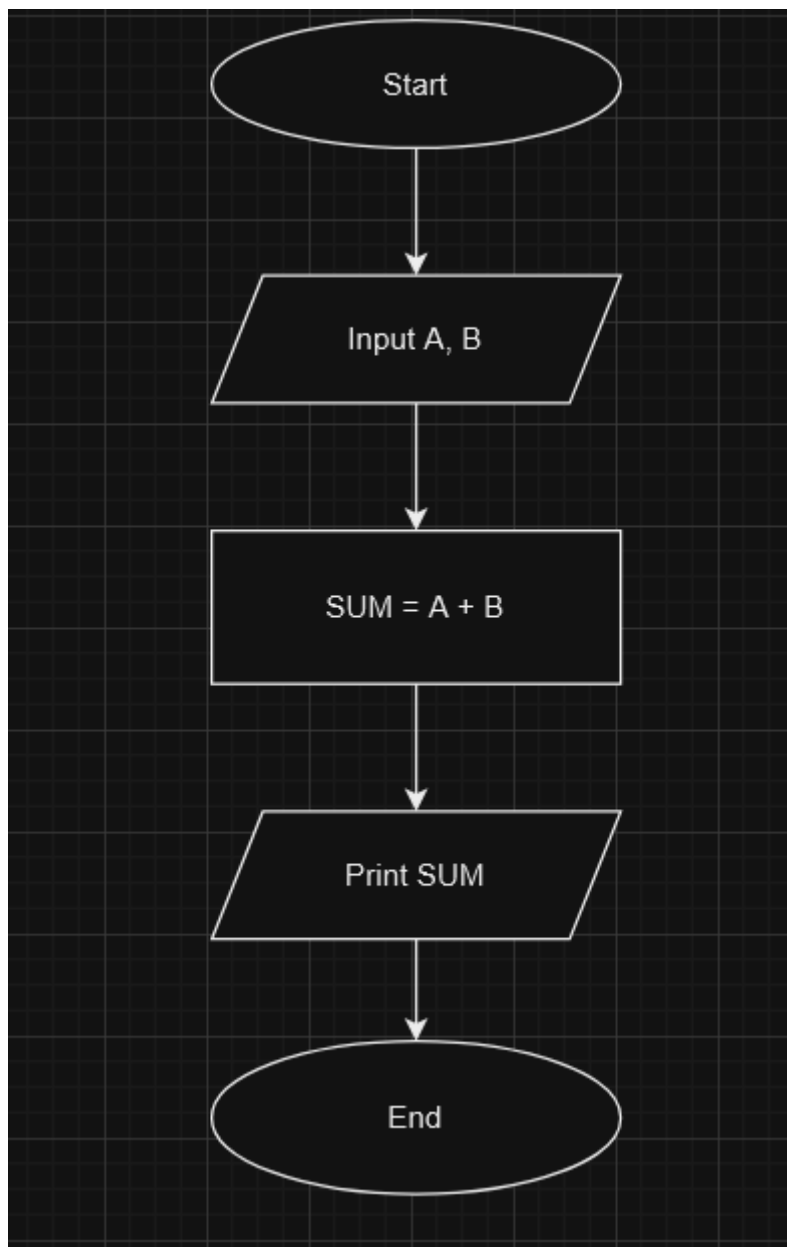 Start
Input A, B
SUM = A + B
Print SUM
End